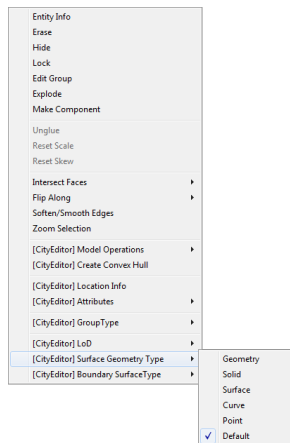 Entity Info
Erase
Hide
Lock
Edit Group
Explode
Make Component
Unglue
Reset Scale
Reset Skew
Intersect Faces
Flip Along
Soften/Smooth Edges
Zoom Selection
[CityEditor] Model Operations
[CityEditor] Create Convex Hull
[CityEditor] Location Info
[CityEditor] Attributes
[CityEditor] GroupType
[CityEditor] LoD
[CityEditor] Surface Geometry Type
[CityEditor] Boundary SurfaceType
Geometry
Solid
Surface
Curve
Point
Default